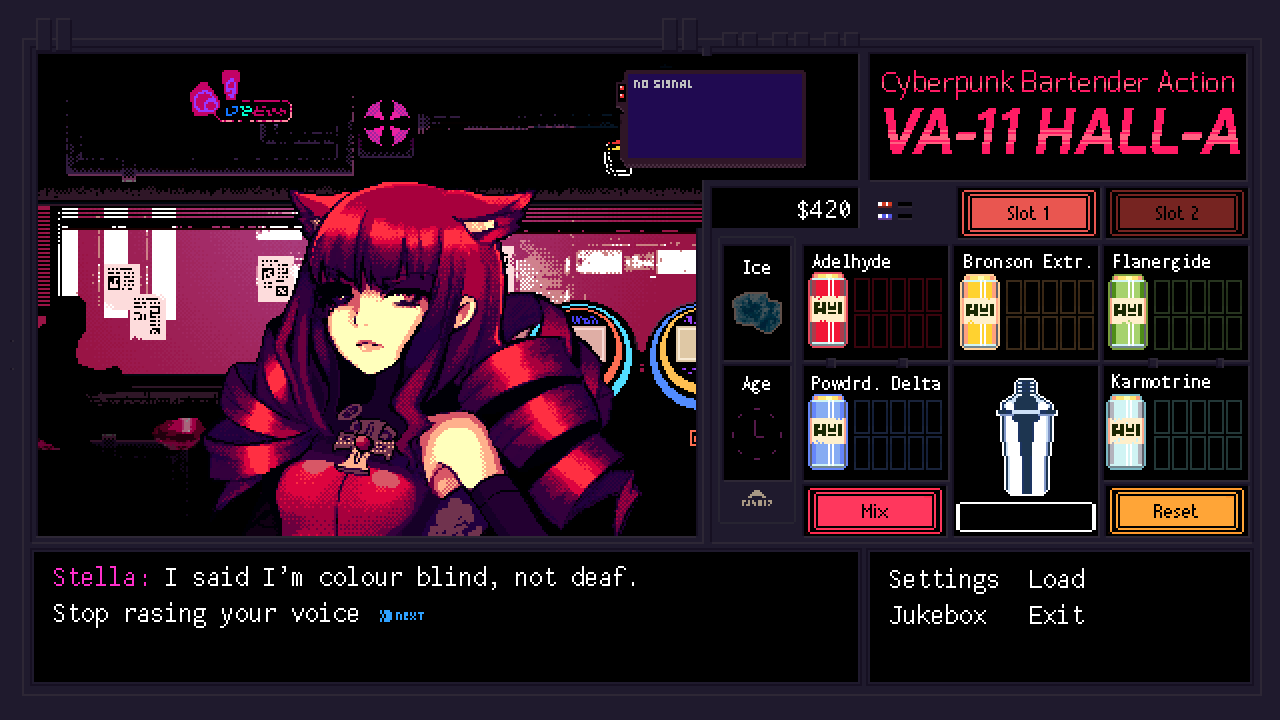 NO SIGNAL
Cyberpunk Bartender Action
VA-11 HALL-A
$420
Slot 1
Slot 2
Ice
Adelhyde
Bronson Extr.
Flanergide
Age
Powdrd. Delta
Karmotrine
Mix
Reset
Stella: I said I'm colour blind, not deaf.
Stop rasing your voice NEXT
Settings Load
Jukebox Exit